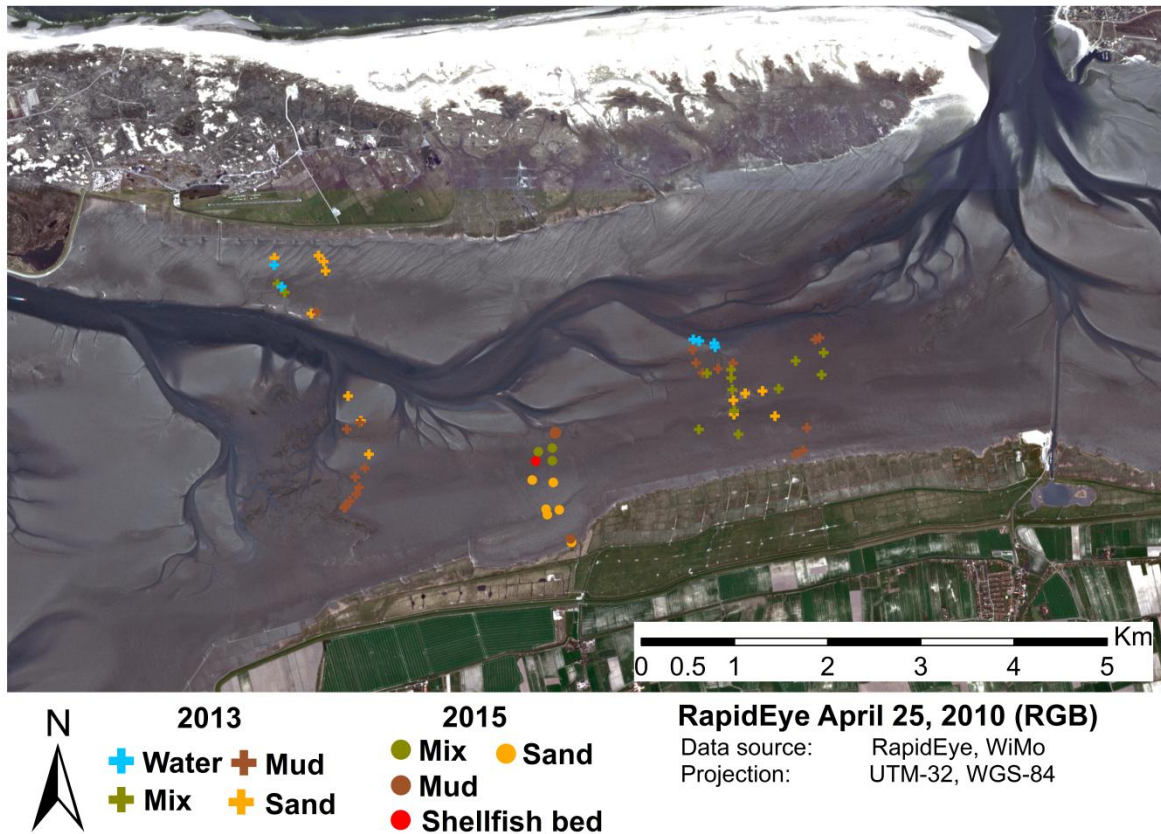 Km
0 0.5 1 2 3 4 5
N
2013
Water
Mud
Mix
Sand
2015
Mix
Sand
Mud
Shellfish bed
RapidEye April 25, 2010 (RGB)
Data source: RapidEye, WiMo
Projection: UTM-32, WGS-84